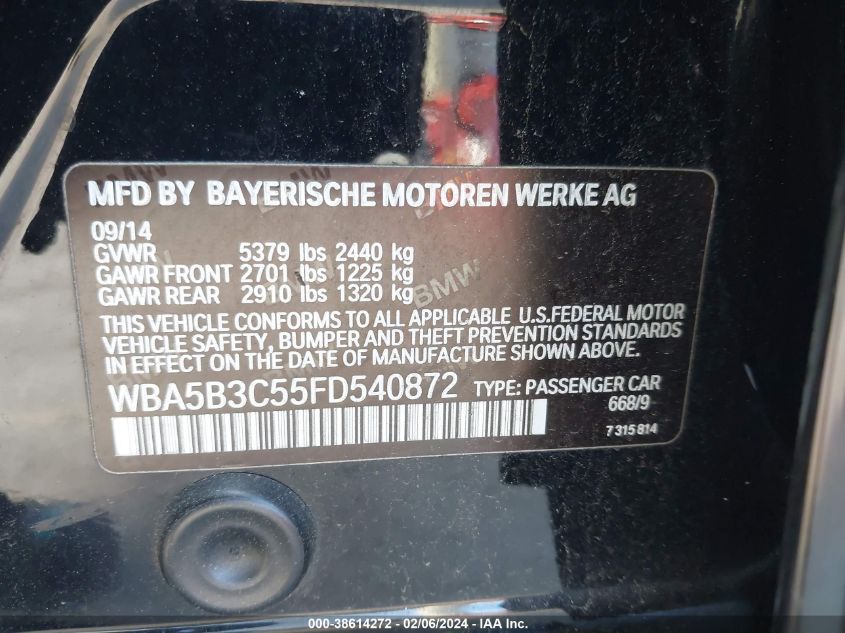 MFD BY BAYERISCHE MOTOREN WERKE AG
09/14
GVWR 5379 lbs 2440 kg
GAWR FRONT 2701 lbs 1225 kg
GAWR REAR 2910 lbs 1320 kg
THIS VEHICLE CONFORMS TO ALL APPLICABLE U.S.FEDERAL MOTOR
VEHICLE SAFETY, BUMPER AND THEFT PREVENTION STANDARDS
IN EFFECT ON THE DATE OF MANUFACTURE SHOWN ABOVE.
WBA5B3C55FD540872 TYPE: PASSENGER CAR
668/9
7315814
BMW
000-38614272 - 02/06/2024 - IAA Inc.